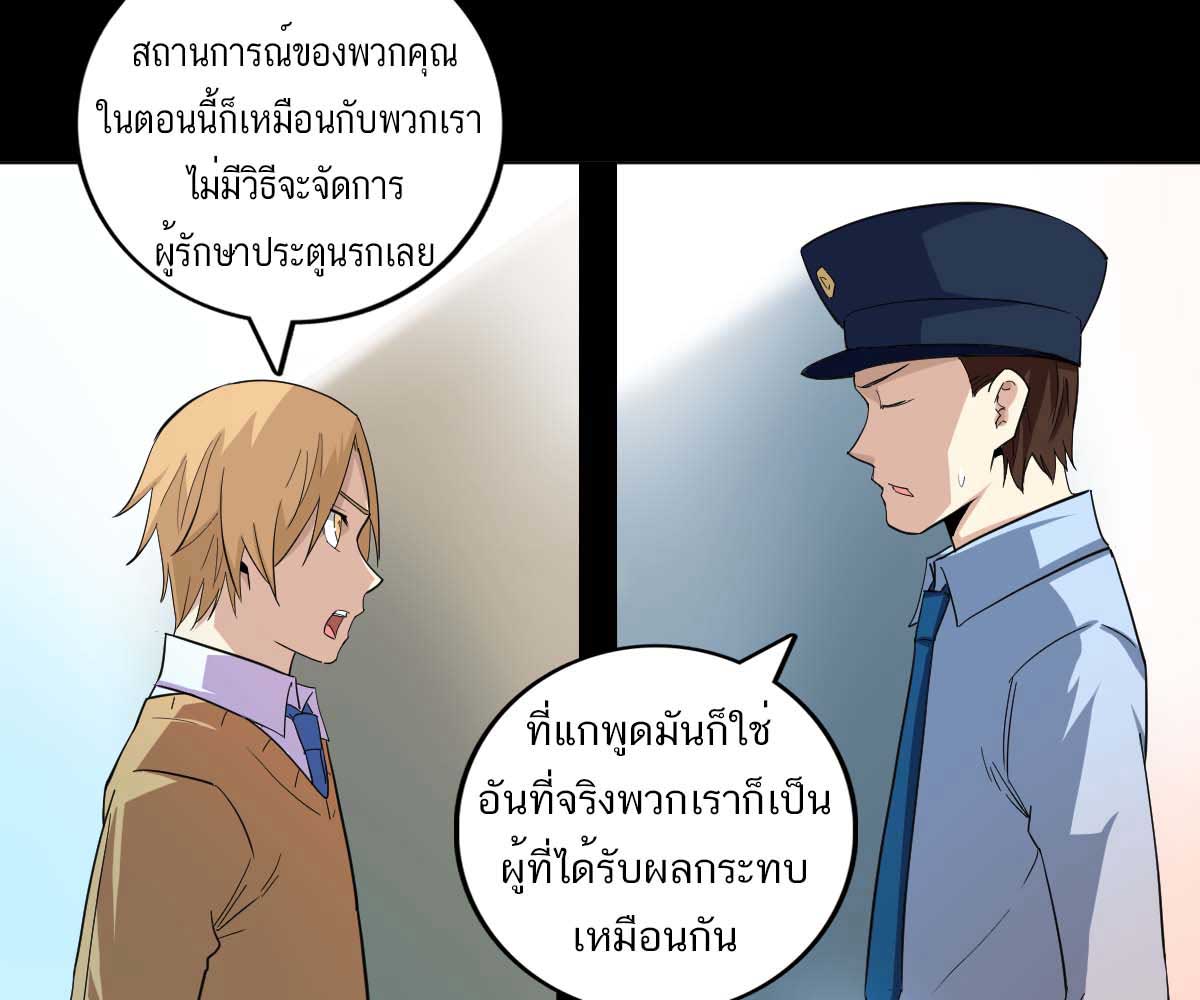 สถานการณ์ของพวกคุณ
ในตอนนี้ก็เหมือนกับพวกเรา
ไม่มีวิธีจะจัดการ
ผู้รักษาประตูนรกเลย
ที่แกพูดมันก็ใช่
อันที่จริงพวกเราก็เป็น
ผู้ที่ได้รับผลกระทบ
เหมือนกัน